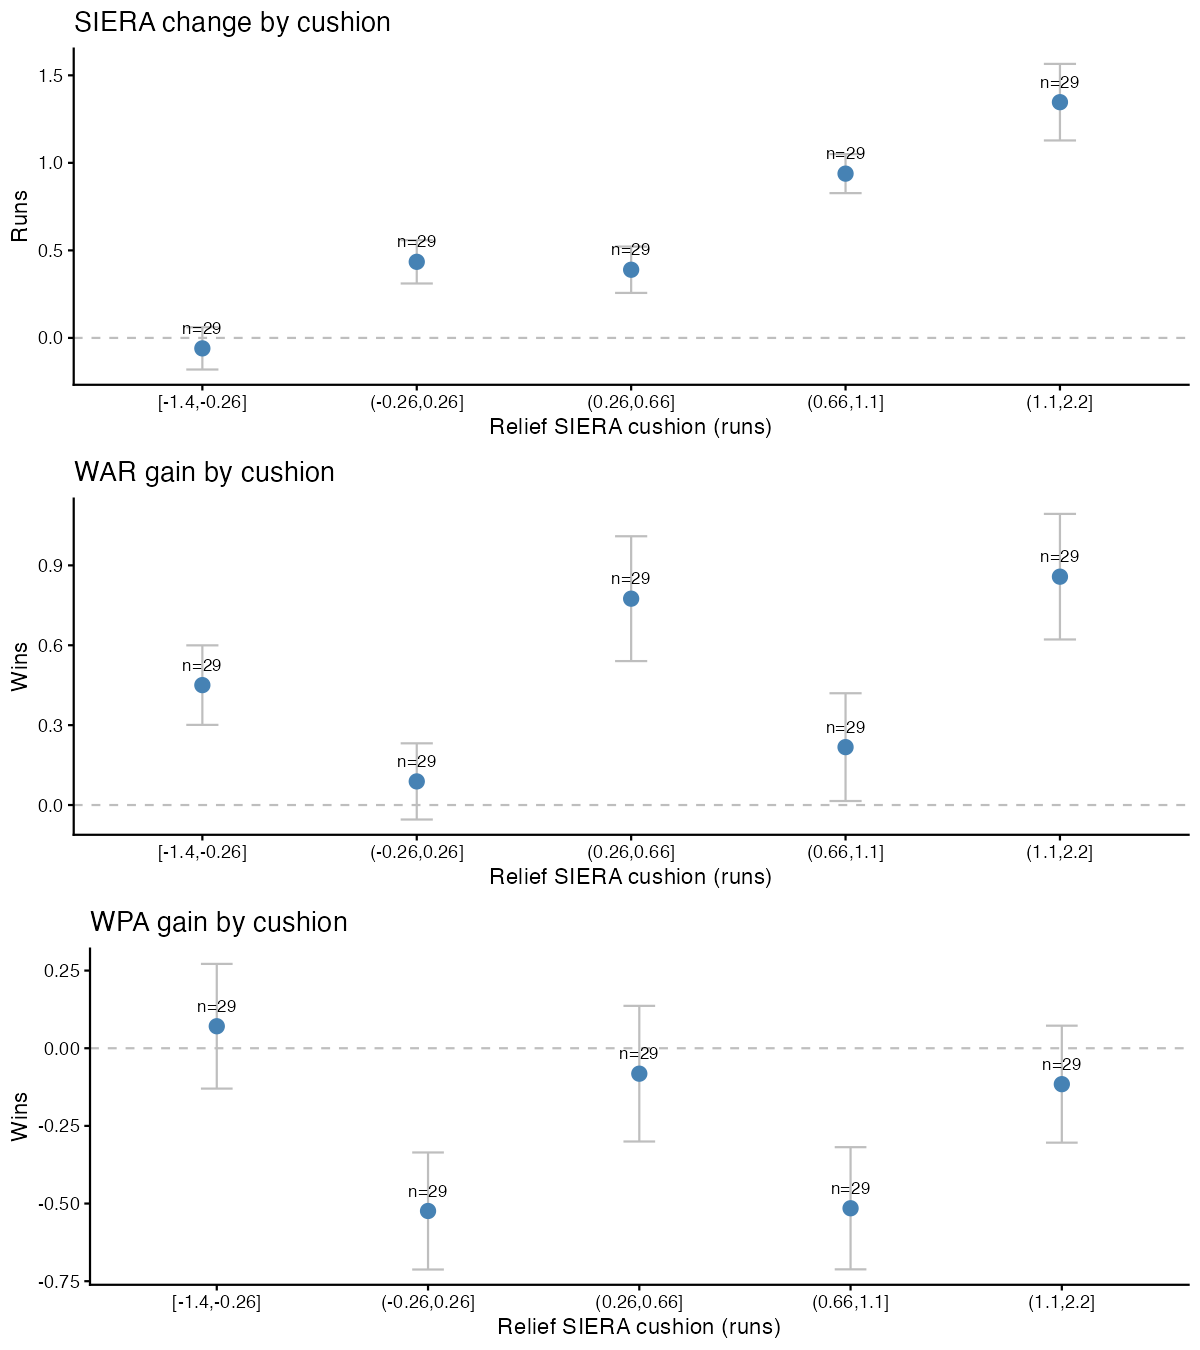 SIERA change by cushion
1.5
1.0
0.5
0.0
Runs
n=29
n=29
n=29
n=29
n=29
[-1.4,-0.26]
(-0.26,0.26]
(0.26,0.66]
(0.66,1.1]
(1.1,2.2]
Relief SIERA cushion (runs)
WAR gain by cushion
0.9
0.6
0.3
0.0
Wins
n=29
n=29
n=29
n=29
n=29
[-1.4,-0.26]
(-0.26,0.26]
(0.26,0.66]
(0.66,1.1]
(1.1,2.2]
Relief SIERA cushion (runs)
WPA gain by cushion
0.25
0.00
-0.25
-0.50
-0.75
Wins
n=29
n=29
n=29
n=29
n=29
[-1.4,-0.26]
(-0.26,0.26]
(0.26,0.66]
(0.66,1.1]
(1.1,2.2]
Relief SIERA cushion (runs)